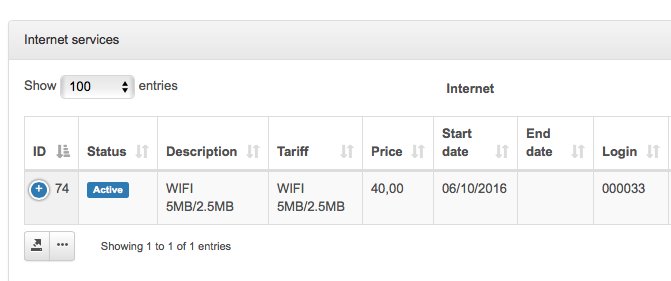 Internet services
Show 100 entries
Internet
ID Status Description Tariff Price Start date End date Login
74 Active WIFI 5MB/2.5MB WIFI 5MB/2.5MB 40,00 06/10/2016 000033
Showing 1 to 1 of 1 entries